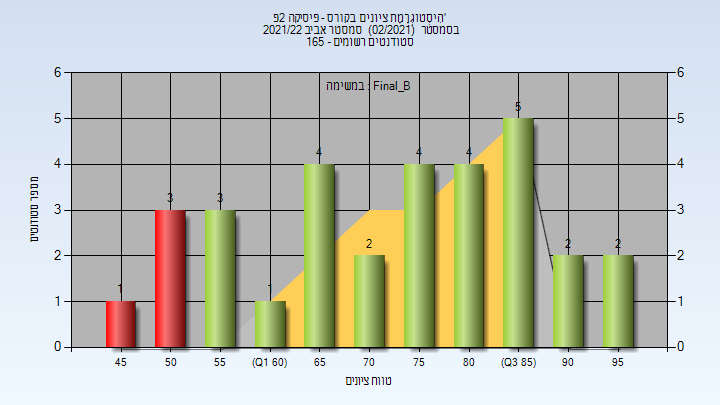 היסטוגרמת ציונים בקורס - פיסיקה 2פ'
בסמסטר (02/2021) סמסטר אביב 2021/22
סטודנטים רשומים - 165
במשימה : Final_B
מספר סטודנטים
6 6
5 5
4 4
3 3
2 2
1 1
0 0
1 3 3 1 4 2 4 4 5 2 2
45 50 55 (Q1 60) 65 70 75 80 (Q3 85) 90 95
טווח ציונים